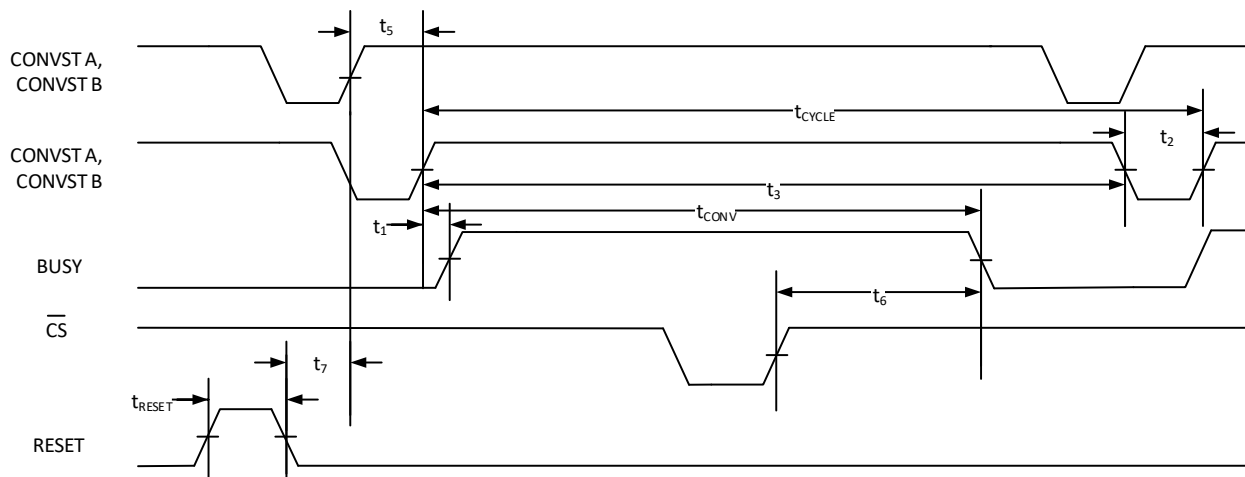 t5
CONVST A,
CONVST B
tCYCLE
t2
CONVST A,
CONVST B
t3
tCONV
t1
BUSY
t6
CS
t7
tRESET
RESET